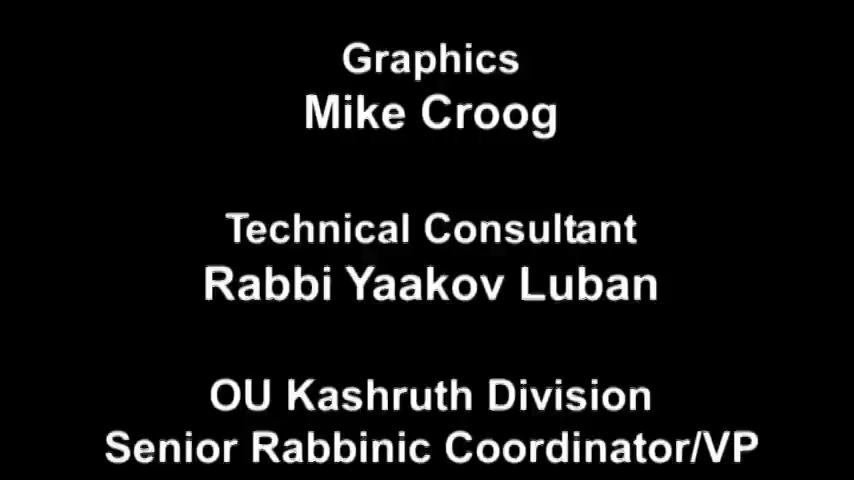 Graphics
Mike Croog
Technical Consultant
Rabbi Yaakov Luban
OU Kashruth Division
Senior Rabbinic Coordinator/VP